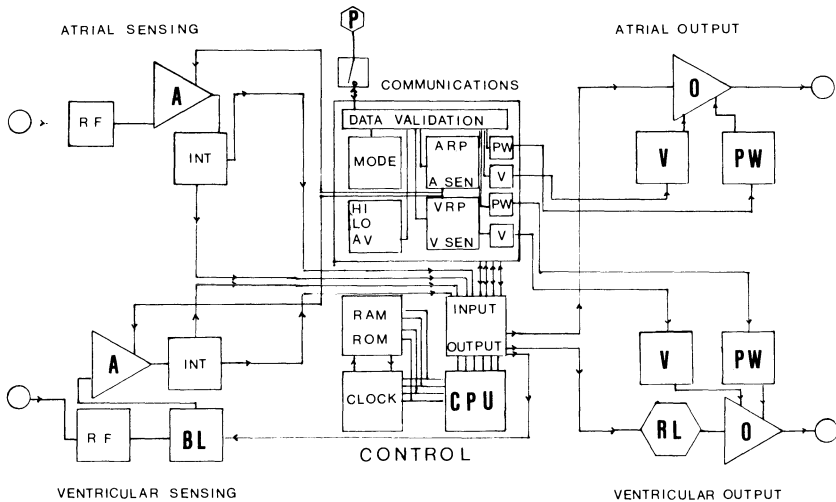 ATRIAL SENSING
P
ATRIAL OUTPUT
COMMUNICATIONS
A
O
RF
DATA VALIDATION
INT
MODE
ARP
A SEN
PW
V
PW
V
V
PW
HI
LO
AV
VRP
V SEN
A
INT
RAM
ROM
INPUT
OUTPUT
V
PW
CLOCK
CPU
RF
BL
RL
O
CONTROL
VENTRICULAR SENSING
VENTRICULAR OUTPUT